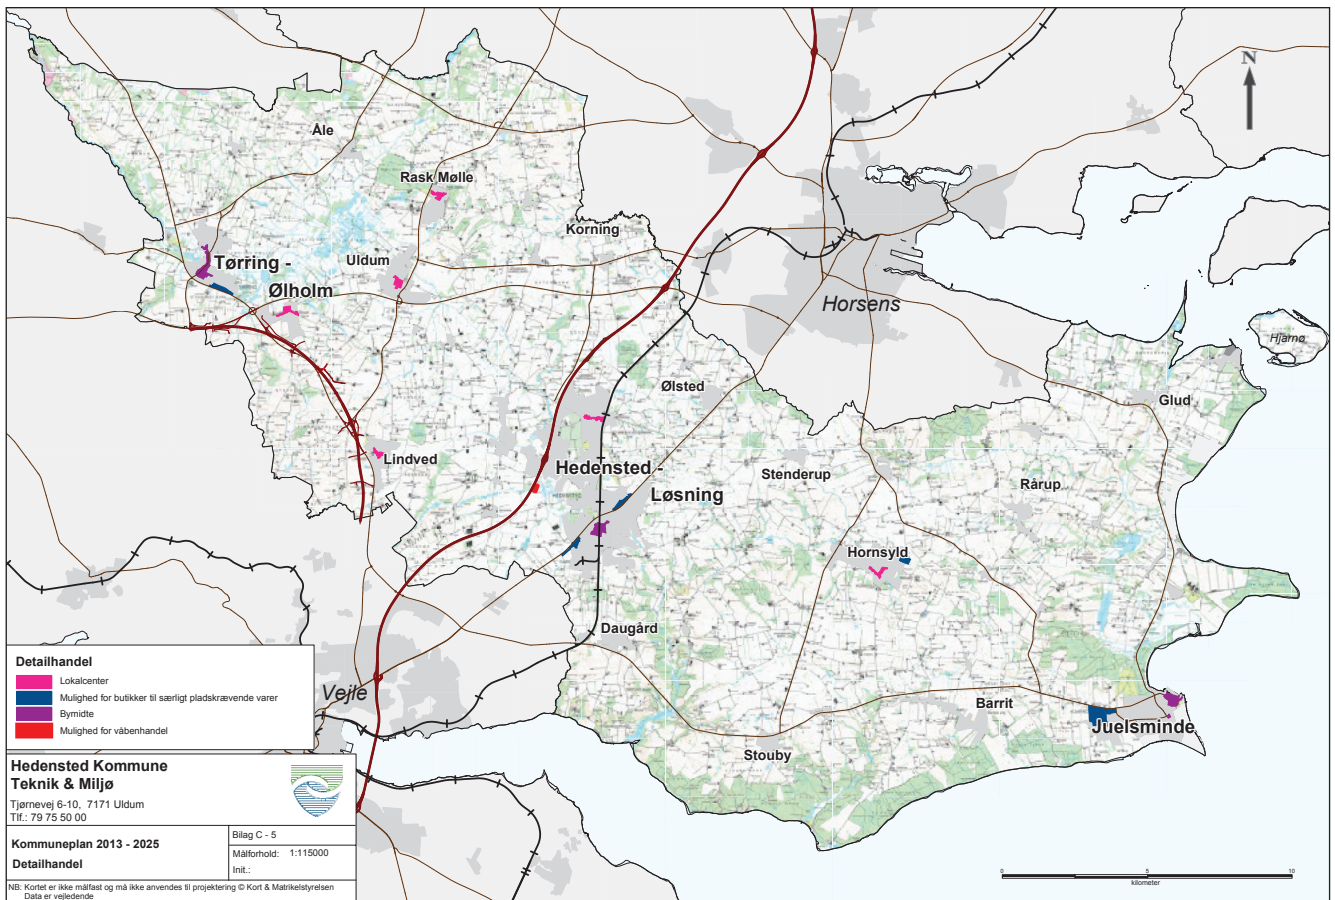 N
Åle
Rask Mølle
Korning
Tørring -
Ølholm
Uldum
Horsens
Hjarnø
Ølsted
Glud
Lindved
Hedensted -
Løsning
Stenderup
Rårup
Hornsyld
Daugård
Vejle
Barrit
Juelsminde
Stouby
Detailhandel
Lokalcenter
Mulighed for butikker til særligt pladskrævende varer
Bymidte
Mulighed for våbenhandel
Hedensted Kommune
Teknik & Miljø
Tjørnevej 6-10, 7171 Uldum
Tlf.: 79 75 50 00
Kommuneplan 2013 - 2025
Detailhandel
Bilag C - 5
Målforhold: 1:115000
Init.:
NB: Kortet er ikke målfast og må ikke anvendes til projektering © Kort & Matrikelstyrelsen
Data er vejledende
0 5 10
kilometer